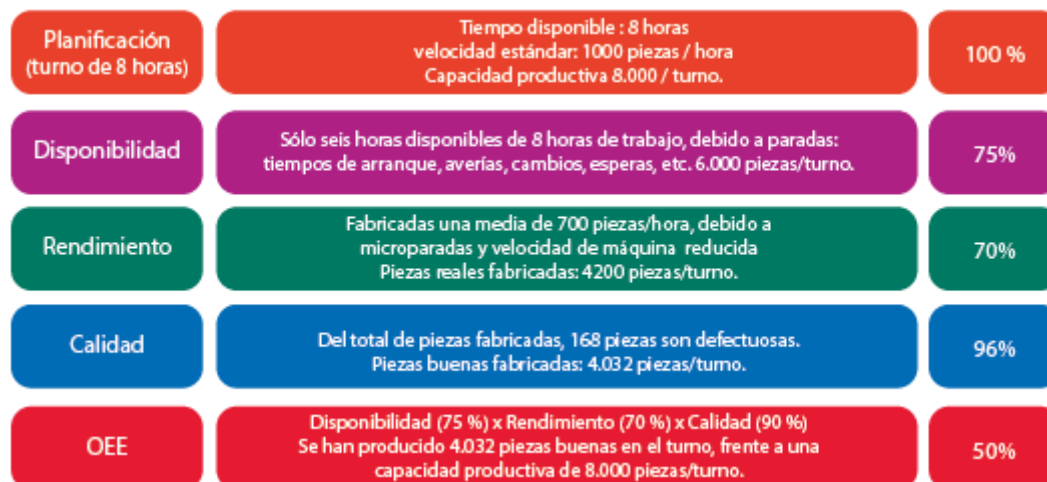 Planificación
(turno de 8 horas)
Tiempo disponible : 8 horas
velocidad estándar: 1000 piezas / hora
Capacidad productiva 8.000 / turno.
100 %
Disponibilidad
Sólo seis horas disponibles de 8 horas de trabajo, debido a paradas:
tiempos de arranque, averías, cambios, esperas, etc. 6.000 piezas/turno.
75%
Rendimiento
Fabricadas una media de 700 piezas/hora, debido a
microparadas y velocidad de máquina reducida
Piezas reales fabricadas: 4200 piezas/turno.
70%
Calidad
Del total de piezas fabricadas, 168 piezas son defectuosas.
Piezas buenas fabricadas: 4.032 piezas/turno.
96%
OEE
Disponibilidad (75 %) x Rendimiento (70 %) x Calidad (90 %)
Se han producido 4.032 piezas buenas en el turno, frente a una
capacidad productiva de 8.000 piezas/turno.
50%